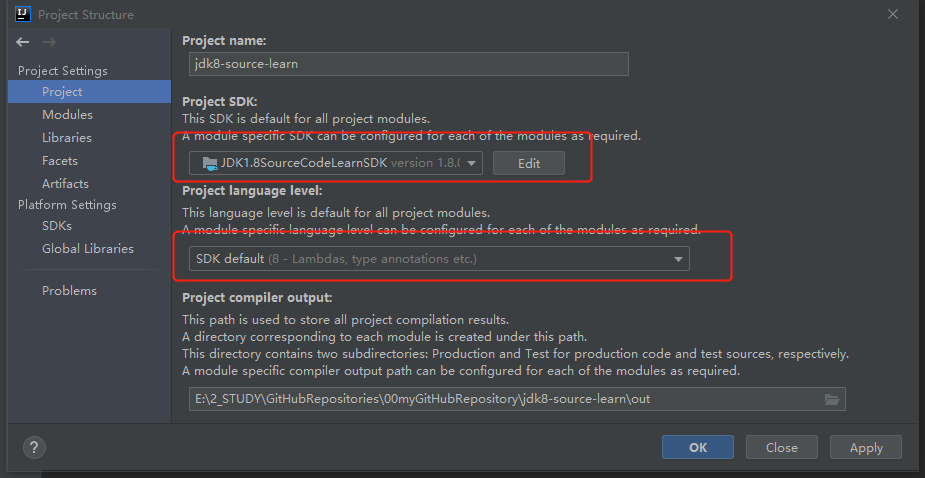 Project Structure
Project Settings
Project
Modules
Libraries
Facets
Artifacts
Platform Settings
SDKs
Global Libraries
Problems
Project name:
jdk8-source-learn
Project SDK:
This SDK is default for all project modules.
A module specific SDK can be configured for each of the modules as required.
JDK1.8SourceCodeLearnSDK version 1.8.0
Edit
Project language level:
This language level is default for all project modules.
A module specific language level can be configured for each of the modules as required.
SDK default (8 - Lambdas, type annotations etc.)
Project compiler output:
This path is used to store all project compilation results.
A directory corresponding to each module is created under this path.
This directory contains two subdirectories: Production and Test for production code and test sources, respectively.
A module specific compiler output path can be configured for each of the modules as required.
E:\2_STUDY\GitHubRepositories\00myGitHubRepository\jdk8-source-learn\out
?
OK
Close
Apply